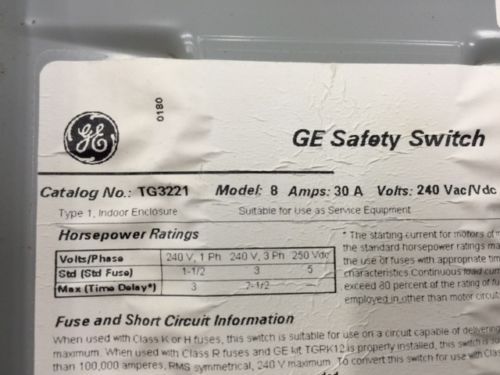 0180
GE
GE Safety Switch
Catalog No.: TG3221 Model: 8 Amps: 30 A Volts: 240 Vac/Vdc
Type 1, Indoor Enclosure Suitable for Use as Service Equipment
Horsepower Ratings
Volts/Phase 240 V, 1 Ph 240 V, 3 Ph 250 Vdc
Std (Std Fuse) 1-1/2 3 5
Max (Time Delay*) 3 7-1/2 --
* The starting current for motors of
the standard horsepower ratings
the use of fuses with appropriate
characteristics. Continuous load
exceed 80 percent of the rating of
employed in other than motor circuit
Fuse and Short Circuit Information
When used with Class K or H fuses, this switch is suitable for use on a circuit capable of delivering
maximum. When used with Class R fuses and GE kit TGRK12 is properly installed, this switch is
than 100,000 amperes, RMS symmetrical, 240 V maximum. To convert this switch for use with